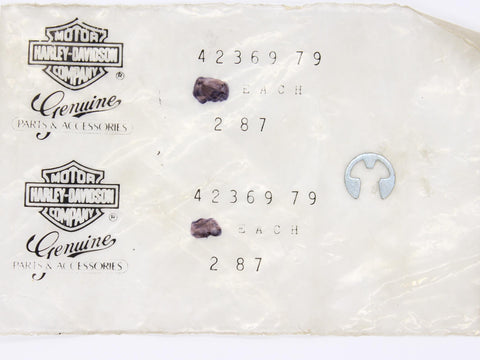 MOTOR
HARLEY-DAVIDSON
COMPANY
®
Genuine
PARTS & ACCESSORIES
42369 79
EACH
2 87
MOTOR
HARLEY-DAVIDSON
COMPANY
®
Genuine
PARTS & ACCESSORIES
42369 79
EACH
2 87